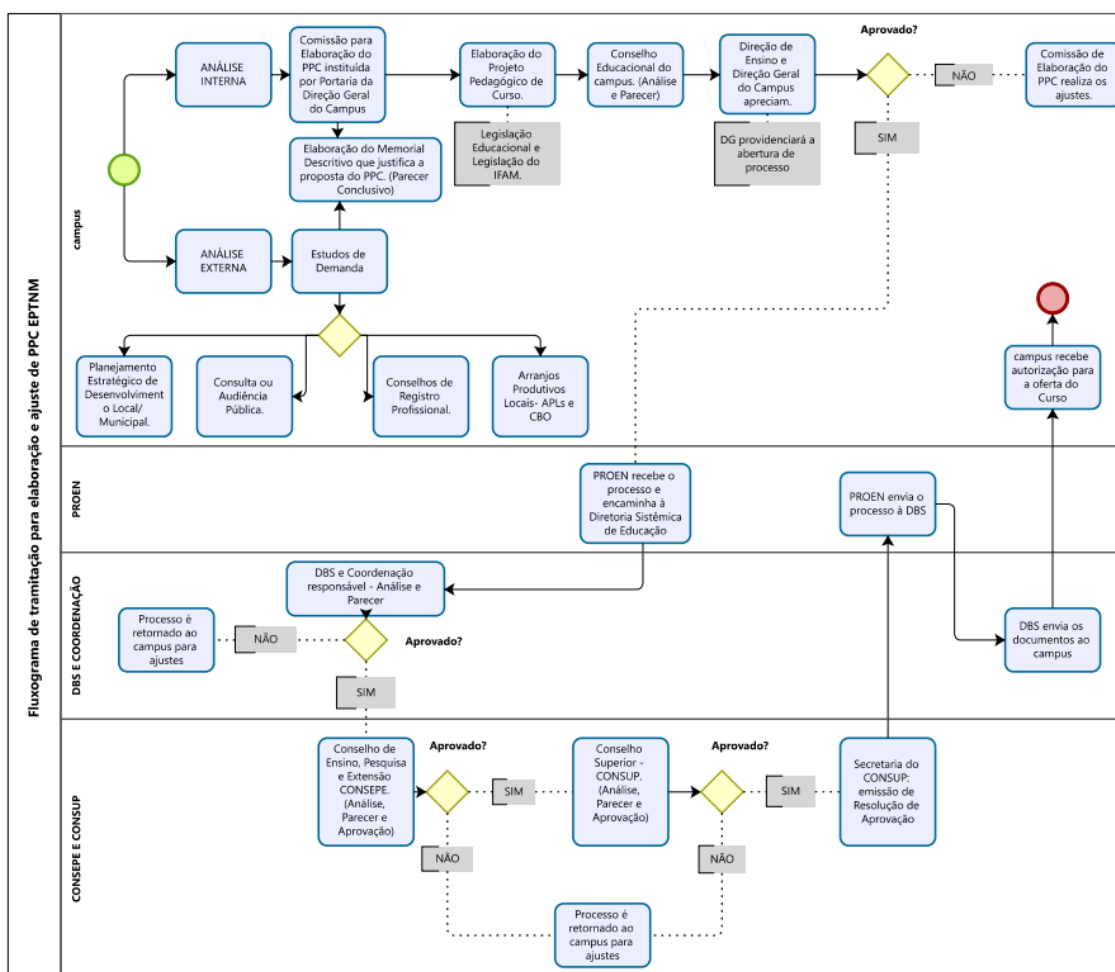 Fluxograma de tramitação para elaboração e ajuste de PPC EPTNM
campus
ANÁLISE
INTERNA
Comissão para
Elaboração do
PPC instituída
por Portaria da
Direção Geral
do Campus
Elaboração do
Projeto
Pedagógico de
Curso.
Conselho
Educacional do
campus. (Análise
e Parecer)
Direção de
Ensino e
Direção Geral
do Campus
apreciam.
Aprovado?
NÃO
Comissão de
Elaboração do
PPC realiza os
ajustes.
SIM
Legislação
Educacional e
Legislação do
IFAM.
DG providenciará a
abertura de
processo
Elaboração do Memorial
Descritivo que justifica a
proposta do PPC. (Parecer
Conclusivo)
ANÁLISE
EXTERNA
Estudos de
Demanda
Planejamento
Estratégico de
Desenvolviment
o Local/
Municipal.
Consulta ou
Audiência
Pública.
Conselhos de
Registro
Profissional.
Arranjos
Produtivos
Locais- APLs e
CBO
campus recebe
autorização para
a oferta do
Curso
PROEN
PROEN recebe o
processo e
encaminha à
Diretoria Sistêmica
de Educação
PROEN envia o
processo à DBS
DBS E COORDENAÇÃO
DBS e Coordenação
responsável - Análise e
Parecer
Processo é
retornado ao
campus para
ajustes
NÃO
Aprovado?
SIM
DBS envia os
documentos ao
campus
CONSEPE E CONSUP
Conselho de
Ensino, Pesquisa
e Extensão
CONSEPE.
(Análise,
Parecer e
Aprovação)
Aprovado?
SIM
NÃO
Conselho
Superior -
CONSUP.
(Análise,
Parecer e
Aprovação)
Aprovado?
SIM
NÃO
Secretaria do
CONSUP:
emissão de
Resolução de
Aprovação
Processo é
retornado ao
campus para
ajustes